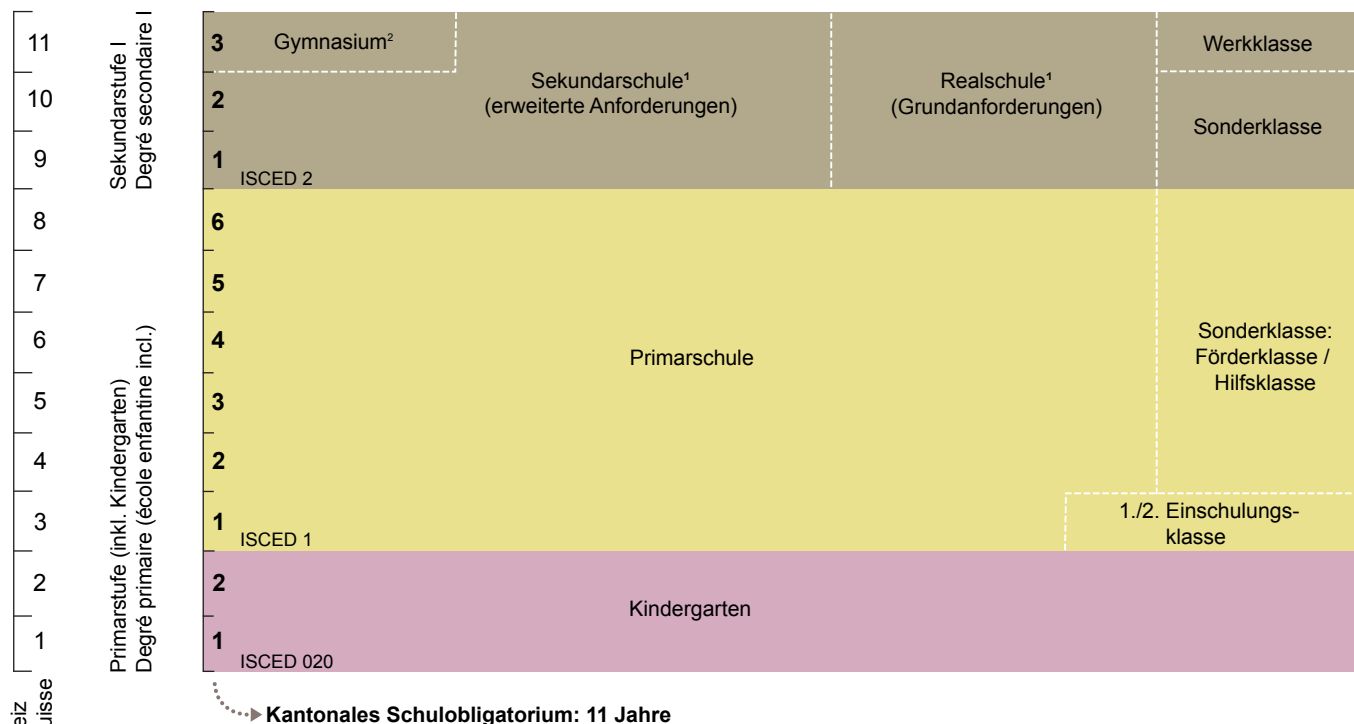 11
10
9
8
7
6
5
4
3
2
1
Sekundarstufe I
Degré secondaire I
Primarstufe (inkl. Kindergarten)
Degré primaire (école enfantine incl.)
3
2
1
6
5
4
3
2
1
2
1
Gymnasium²
Sekundarschule¹
(erweiterte Anforderungen)
Realschule¹
(Grundanforderungen)
Werkklasse
Sonderklasse
ISCED 2
Primarschule
Sonderklasse:
Förderklasse /
Hilfsklasse
1./2. Einschulungs-
klasse
ISCED 1
Kindergarten
ISCED 020
Kantonales Schulobligatorium: 11 Jahre